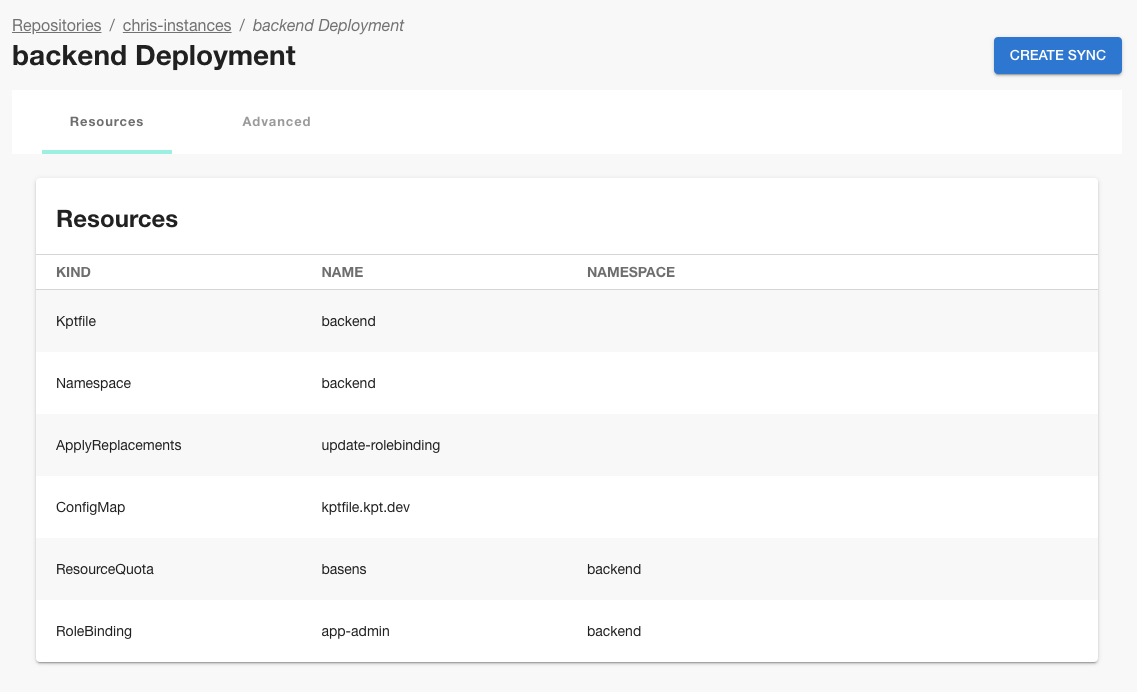 Repositories / chris-instances / backend Deployment
backend Deployment
CREATE SYNC
Resources Advanced
Resources
KIND NAME NAMESPACE
Kptfile backend
Namespace backend
ApplyReplacements update-rolebinding
ConfigMap kptfile.kpt.dev
ResourceQuota basens backend
RoleBinding app-admin backend